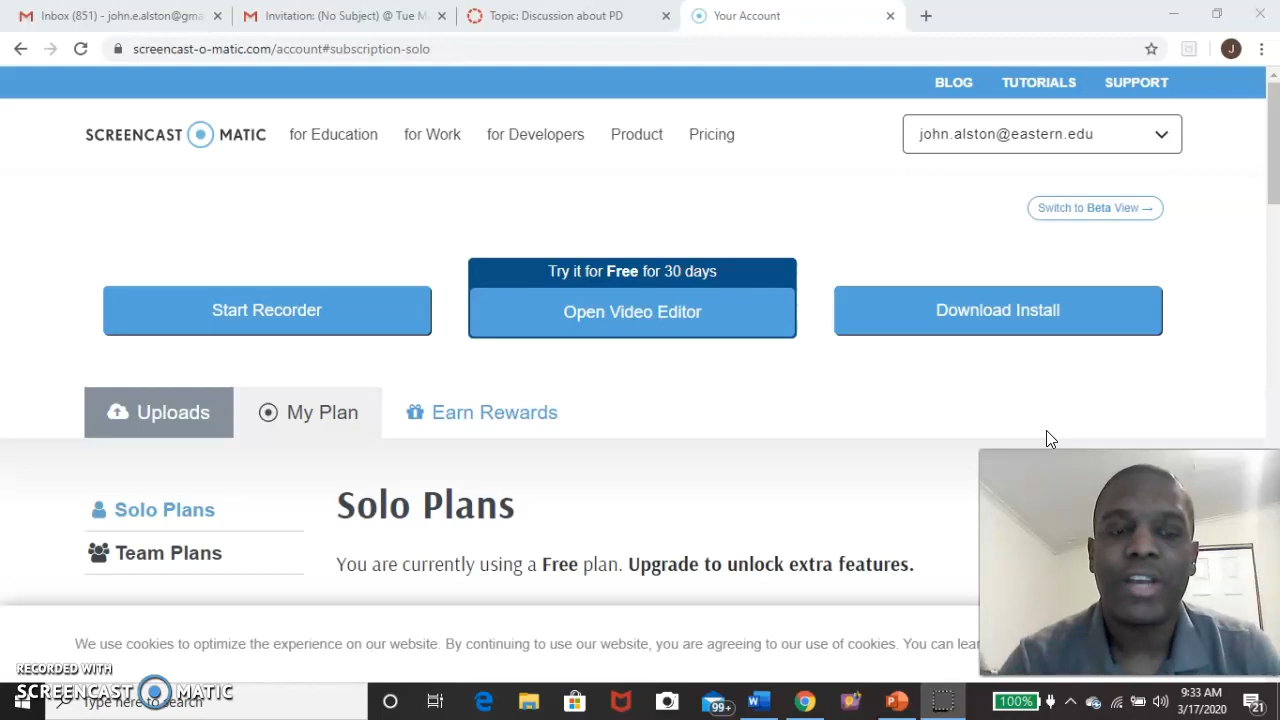 Inbox (851) - john.e.alston@gma
Invitation: (No Subject) @ Tue M
Topic: Discussion about PD
Your Account
screencast-o-matic.com/account#subscription-solo
J
BLOG TUTORIALS SUPPORT
SCREENCAST MATIC
for Education for Work for Developers Product Pricing
john.alston@eastern.edu
Switch to Beta View →
Try it for Free for 30 days
Start Recorder
Open Video Editor
Download Install
Uploads
My Plan
Earn Rewards
Solo Plans
Team Plans
Solo Plans
You are currently using a Free plan. Upgrade to unlock extra features.
We use cookies to optimize the experience on our website. By continuing to use our website, you are agreeing to our use of cookies. You can
RECORDED WITH
SCREENCAST MATIC
Type here to search
99+
100%
9:33 AM
3/17/2020
21